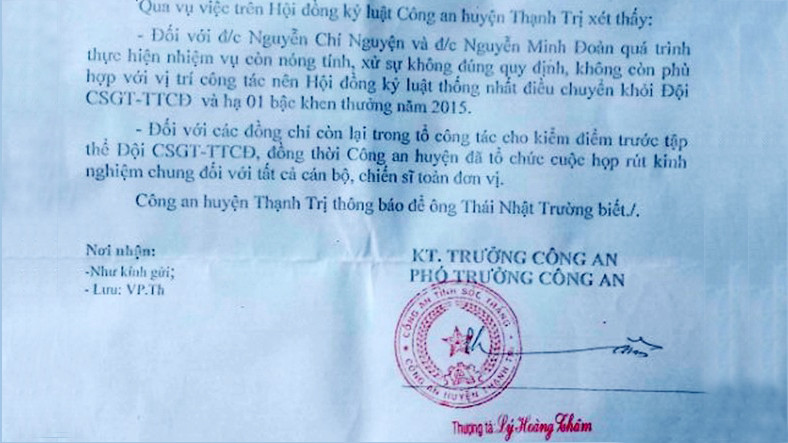 Qua vụ việc trên Hội đồng kỷ luật Công an huyện Thạnh Trị xét thấy:
- Đối với đ/c Nguyễn Chí Nguyện và đ/c Nguyễn Minh Đoàn quá trình
thực hiện nhiệm vụ còn nóng tính, xử sự không đúng quy định, không còn phù
hợp với vị trí công tác nên Hội đồng kỷ luật thống nhất điều chuyển khỏi Đội
CSGT-TTCĐ và hạ 01 bậc khen thưởng năm 2015.
- Đối với các đồng chí còn lại trong tổ công tác cho kiểm điểm trước tập
thể Đội CSGT-TTCĐ, đồng thời Công an huyện đã tổ chức cuộc họp rút kinh
nghiệm chung đối với tất cả cán bộ, chiến sĩ toàn đơn vị.
Công an huyện Thạnh Trị thông báo để ông Thái Nhật Trường biết./.
Nơi nhận:
-Như kính gửi;
- Lưu: VP.Th
KT. TRƯỞNG CÔNG AN
PHÓ TRƯỞNG CÔNG AN
CÔNG AN TỈNH SÓC TRĂNG
CÔNG AN HUYỆN THẠNH TRỊ
Thượng tá: Lý Hoàng Thâm